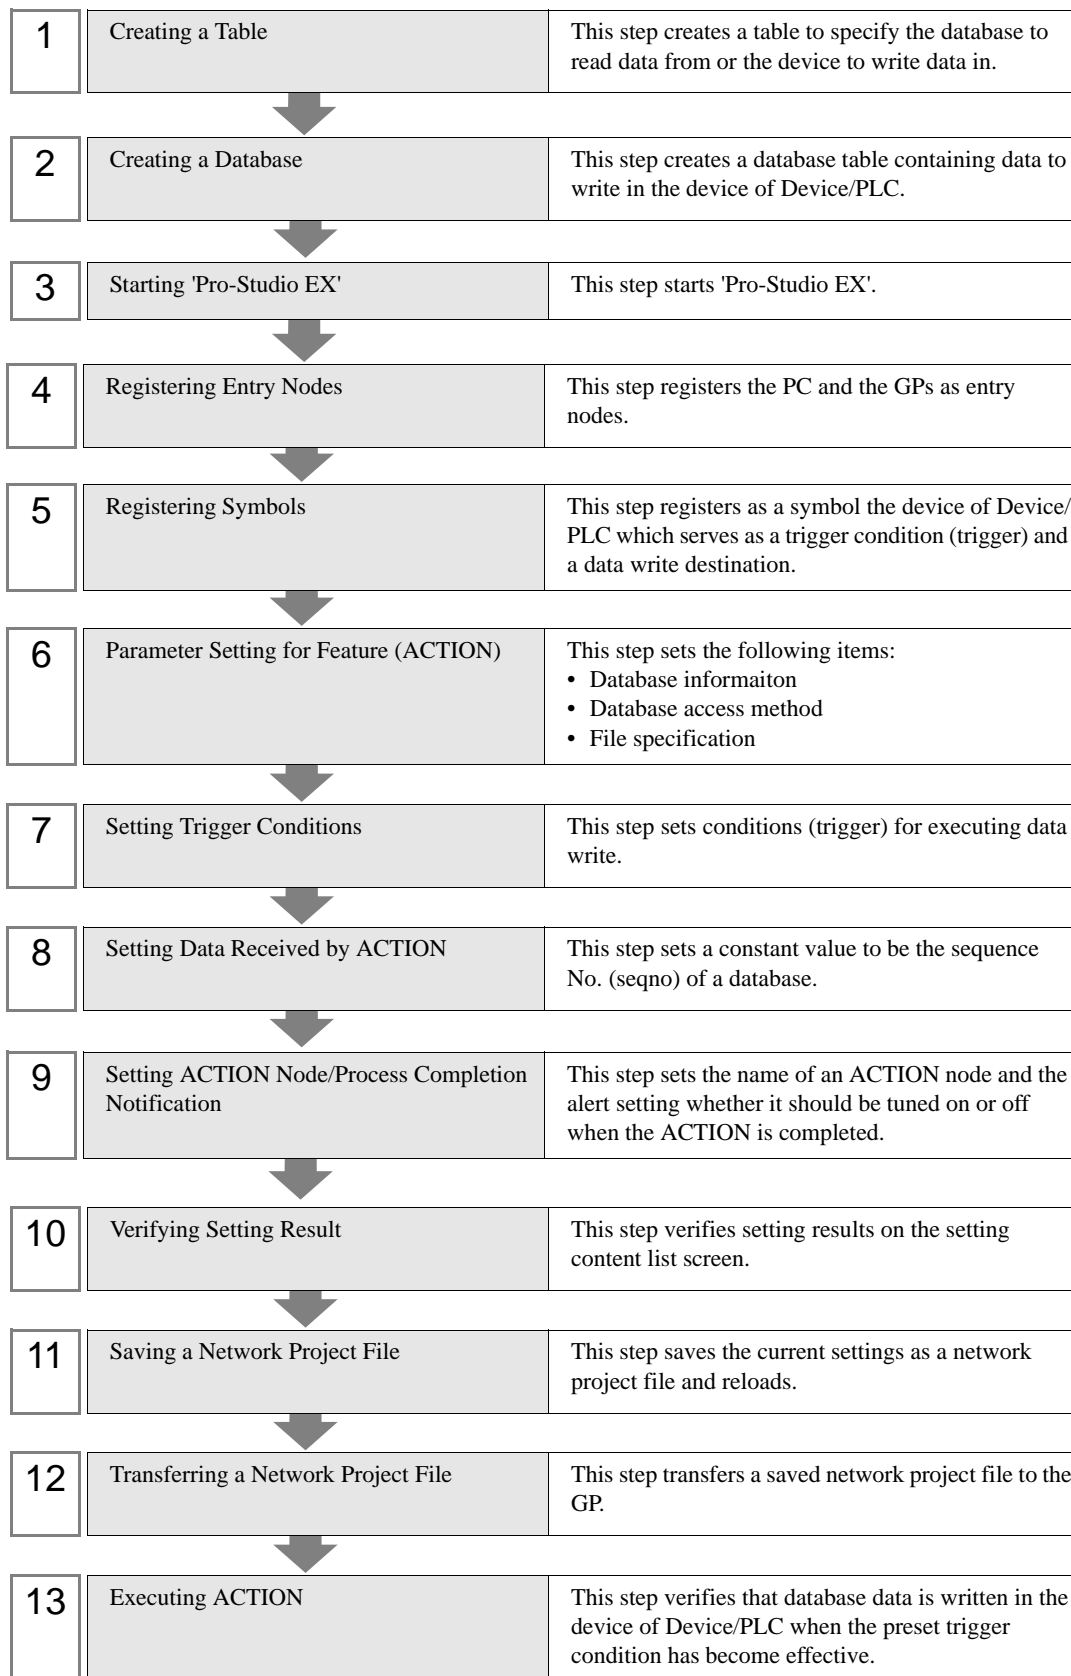 1
Creating a Table
This step creates a table to specify the database to
read data from or the device to write data in.
2
Creating a Database
This step creates a database table containing data to
write in the device of Device/PLC.
3
Starting 'Pro-Studio EX'
This step starts 'Pro-Studio EX'.
4
Registering Entry Nodes
This step registers the PC and the GPs as entry
nodes.
5
Registering Symbols
This step registers as a symbol the device of Device/
PLC which serves as a trigger condition (trigger) and
a data write destination.
6
Parameter Setting for Feature (ACTION)
This step sets the following items:
• Database informaiton
• Database access method
• File specification
7
Setting Trigger Conditions
This step sets conditions (trigger) for executing data
write.
8
Setting Data Received by ACTION
This step sets a constant value to be the sequence
No. (seqno) of a database.
9
Setting ACTION Node/Process Completion
Notification
This step sets the name of an ACTION node and the
alert setting whether it should be tuned on or off
when the ACTION is completed.
10
Verifying Setting Result
This step verifies setting results on the setting
content list screen.
11
Saving a Network Project File
This step saves the current settings as a network
project file and reloads.
12
Transferring a Network Project File
This step transfers a saved network project file to the
GP.
13
Executing ACTION
This step verifies that database data is written in the
device of Device/PLC when the preset trigger
condition has become effective.